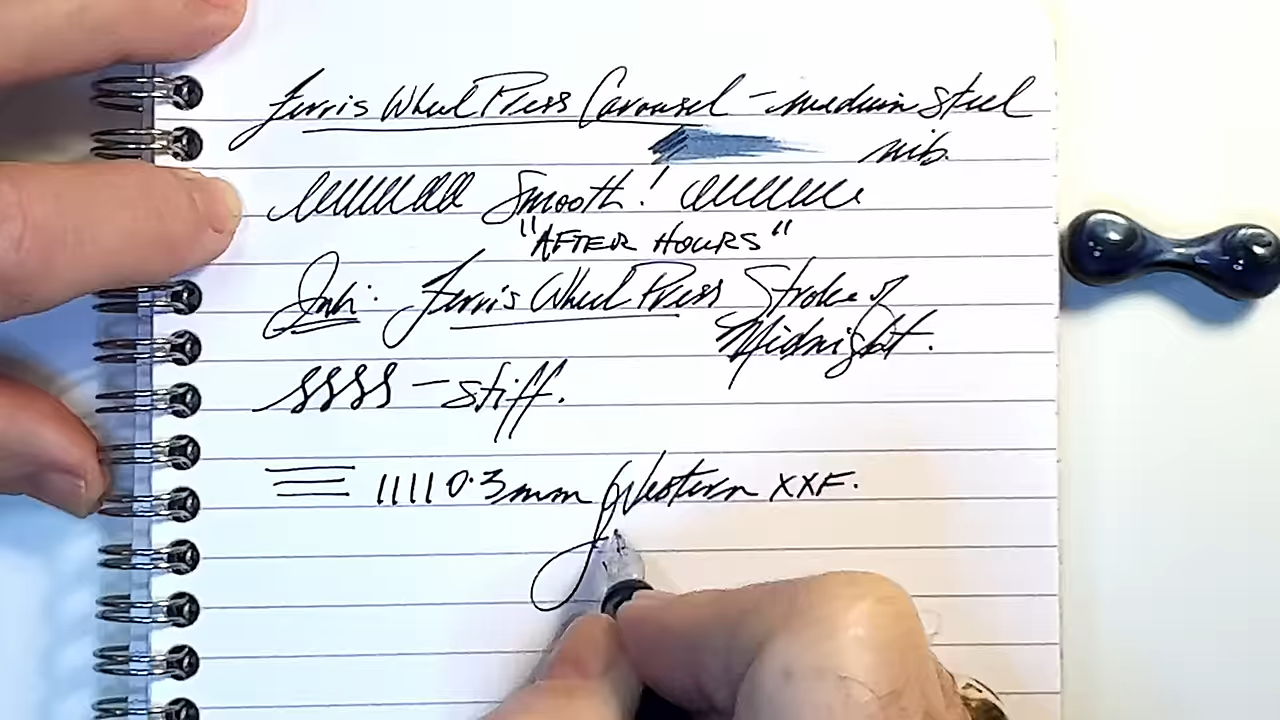 Ferris Wheel Press Carousel - medium steel
nib.
Smooth!
"AFTER HOURS"
Ink: Ferris Wheel Press Stroke of
Midnight.
ssss - stiff.
0.3mm Western XXF.